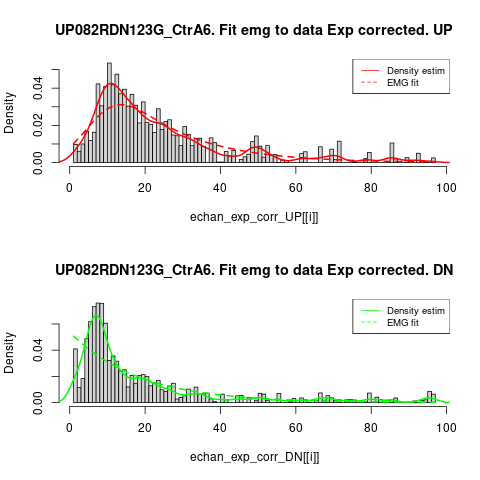 UP082RDN123G_CtrA6. Fit emg to data Exp corrected. UP
Density estim
EMG fit
Density
0.00 0.02 0.04
0 20 40 60 80 100
echan_exp_corr_UP[[i]]
UP082RDN123G_CtrA6. Fit emg to data Exp corrected. DN
Density estim
EMG fit
Density
0.00 0.04
0 20 40 60 80 100
echan_exp_corr_DN[[i]]